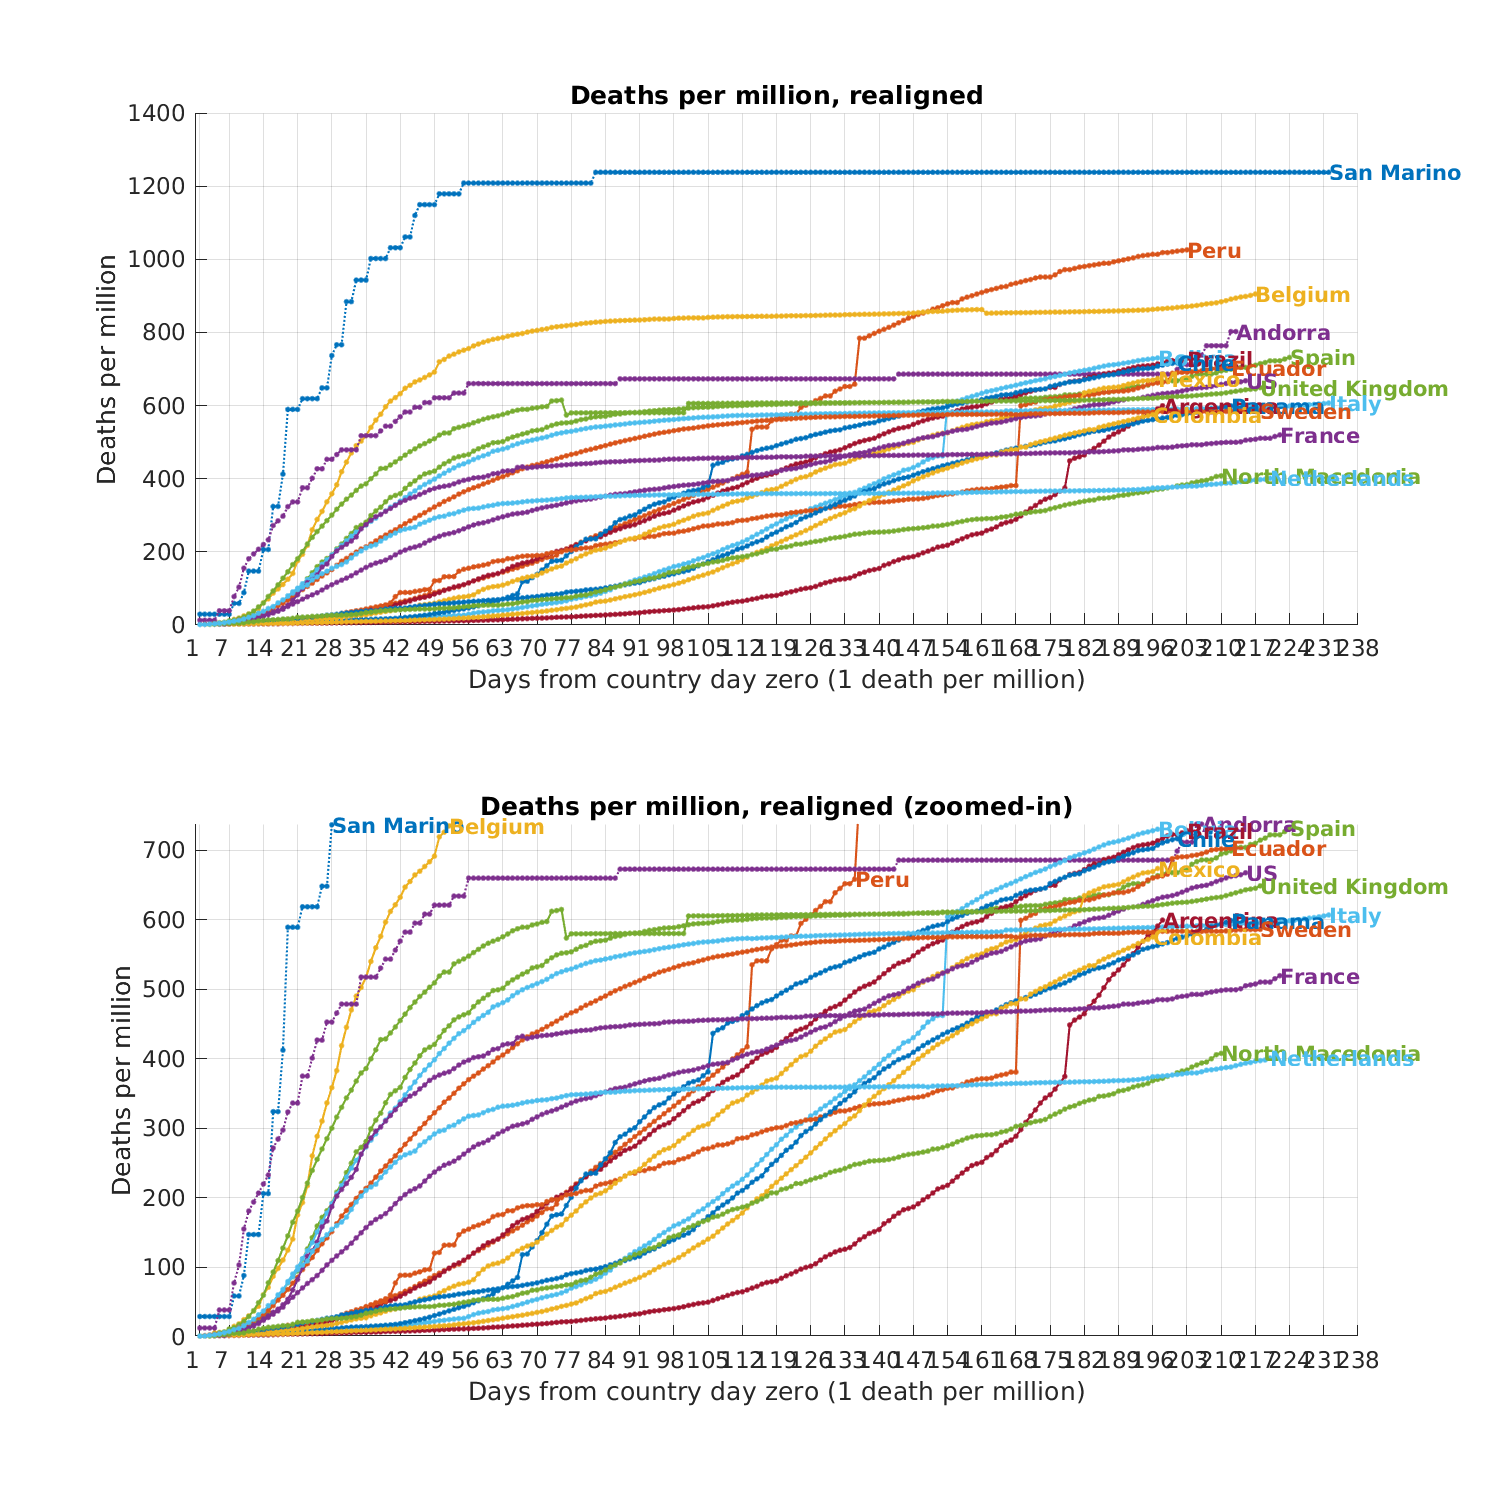 Deaths per million, realigned
1400
1200
1000
800
600
400
200
0
Deaths per million
San Marino
Peru
Belgium
Andorra
Bolivia
Brazil
Chile
Spain
Ecuador
Mexico
US
United Kingdom
Argentina
Panama
Italy
Sweden
Colombia
France
North Macedonia
Netherlands
1 7 14 21 28 35 42 49 56 63 70 77 84 91 98 105 112 119 126 133 140 147 154 161 168 175 182 189 196 203 210 217 224 231 238
Days from country day zero (1 death per million)
Deaths per million, realigned (zoomed-in)
700
600
500
400
300
200
100
0
Deaths per million
San Marino
Belgium
Peru
Andorra
Bolivia
Brazil
Chile
Spain
Ecuador
Mexico
US
United Kingdom
Argentina
Panama
Italy
Sweden
Colombia
France
North Macedonia
Netherlands
1 7 14 21 28 35 42 49 56 63 70 77 84 91 98 105 112 119 126 133 140 147 154 161 168 175 182 189 196 203 210 217 224 231 238
Days from country day zero (1 death per million)